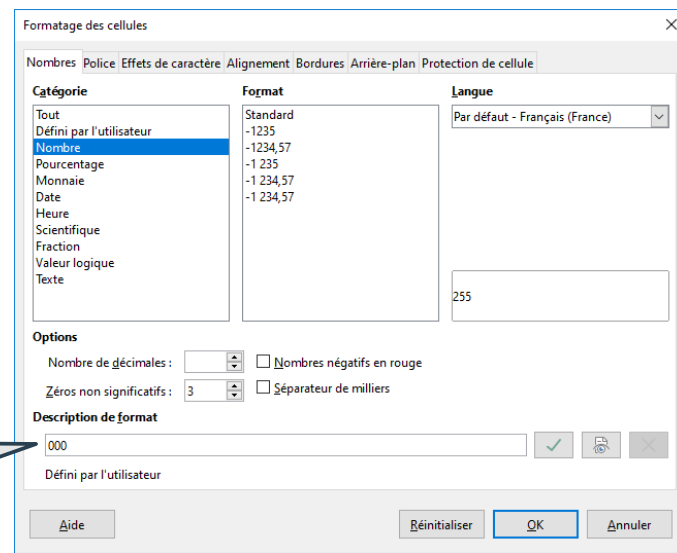 Formatage des cellules
Nombres Police Effets de caractère Alignement Bordures Arrière-plan Protection de cellule
Catégorie
Tout
Défini par l'utilisateur
Nombre
Pourcentage
Monnaie
Date
Heure
Scientifique
Fraction
Valeur logique
Texte
Format
Standard
-1235
-1234,57
-1 235
-1 234,57
-1 234,57
Langue
Par défaut - Français (France)
255
Options
Nombre de décimales :
Nombres négatifs en rouge
Zéros non significatifs : 3
Séparateur de milliers
Description de format
000
Défini par l'utilisateur
Aide
Réinitialiser
OK
Annuler